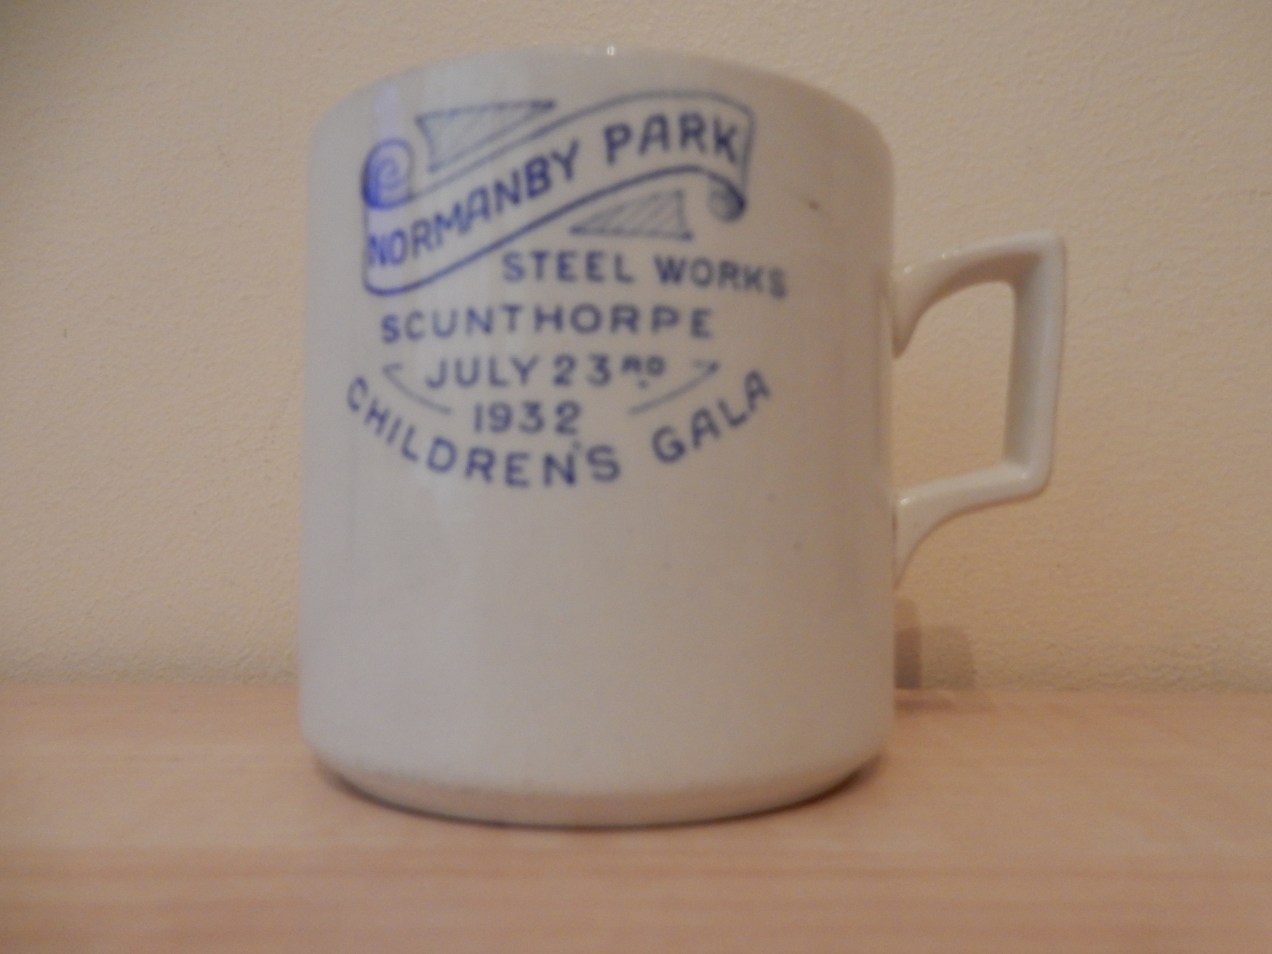 NORMANBY PARK
STEEL WORKS
SCUNTHORPE
JULY 23RD
1932
CHILDREN'S GALA